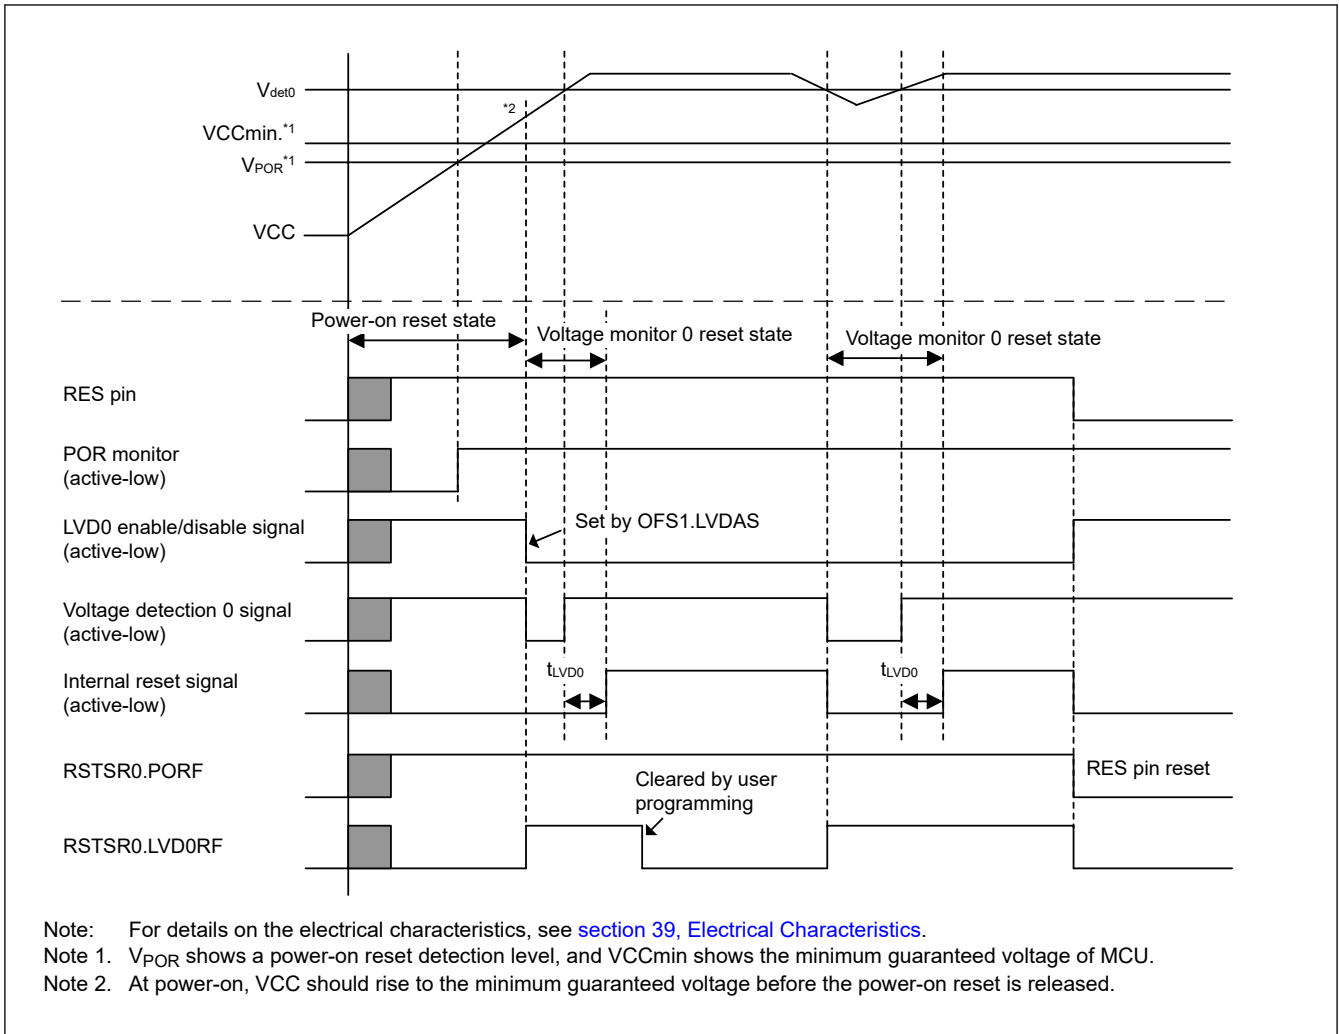 Vdet0
*2
VCCmin.*1
VPOR*1
VCC
Power-on reset state
Voltage monitor 0 reset state
Voltage monitor 0 reset state
RES pin
POR monitor
(active-low)
LVD0 enable/disable signal
(active-low)
Set by OFS1.LVDAS
Voltage detection 0 signal
(active-low)
tLVD0
tLVD0
Internal reset signal
(active-low)
RSTSR0.PORF
RES pin reset
Cleared by user
programming
RSTSR0.LVD0RF
Note: For details on the electrical characteristics, see section 39, Electrical Characteristics.
Note 1. VPOR shows a power-on reset detection level, and VCCmin shows the minimum guaranteed voltage of MCU.
Note 2. At power-on, VCC should rise to the minimum guaranteed voltage before the power-on reset is released.